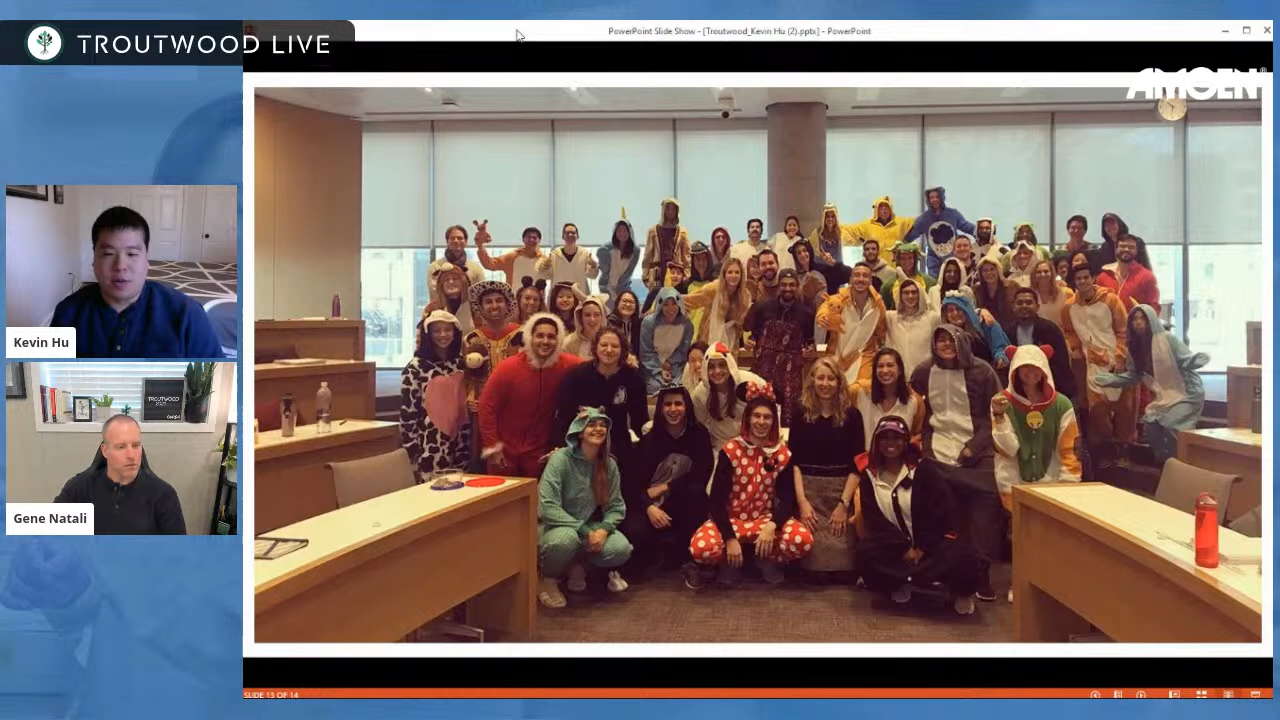 TROUTWOOD LIVE
PowerPoint Slide Show - [Troutwood_Kevin Hu (2).pptx] - PowerPoint
AMGEN®
Kevin Hu
TROUTWOOD
Gene Natali
SLIDE 13 OF 14